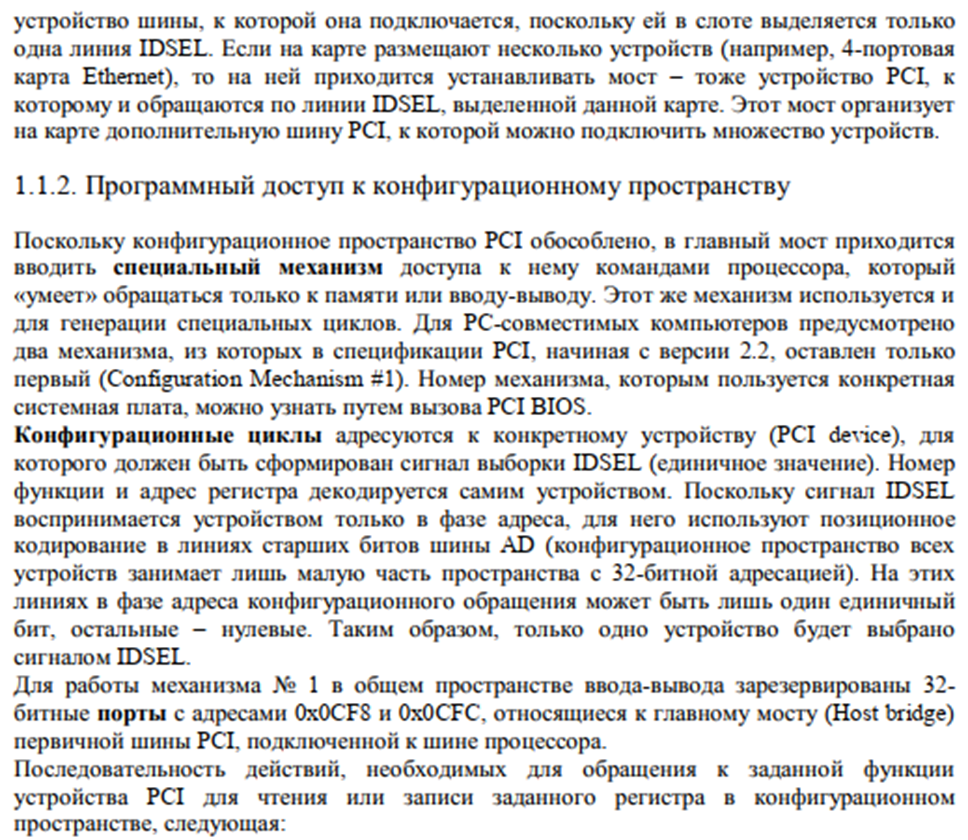 устройство шины, к которой она подключается, поскольку ей в слоте выделяется только
одна линия IDSEL. Если на карте размещают несколько устройств (например, 4-портовая
карта Ethernet), то на ней приходится устанавливать мост – тоже устройство PCI, к
которому и обращаются по линии IDSEL, выделенной данной карте. Этот мост организует
на карте дополнительную шину PCI, к которой можно подключить множество устройств.
1.1.2. Программный доступ к конфигурационному пространству
Поскольку конфигурационное пространство PCI обособлено, в главный мост приходится
вводить специальный механизм доступа к нему командами процессора, который
«умеет» обращаться только к памяти или вводу-выводу. Этот же механизм используется и
для генерации специальных циклов. Для PC-совместимых компьютеров предусмотрено
два механизма, из которых в спецификации PCI, начиная с версии 2.2, оставлен только
первый (Configuration Mechanism #1). Номер механизма, которым пользуется конкретная
системная плата, можно узнать путем вызова PCI BIOS.
Конфигурационные циклы адресуются к конкретному устройству (PCI device), для
которого должен быть сформирован сигнал выборки IDSEL (единичное значение). Номер
функции и адрес регистра декодируется самим устройством. Поскольку сигнал IDSEL
воспринимается устройством только в фазе адреса, для него используют позиционное
кодирование в линиях старших битов шины AD (конфигурационное пространство всех
устройств занимает лишь малую часть пространства с 32-битной адресацией). На этих
линиях в фазе адреса конфигурационного обращения может быть лишь один единичный
бит, остальные – нулевые. Таким образом, только одно устройство будет выбрано
сигналом IDSEL.
Для работы механизма № 1 в общем пространстве ввода-вывода зарезервированы 32-
битные порты с адресами 0x0CF8 и 0x0CFC, относящиеся к главному мосту (Host bridge)
первичной шины PCI, подключенной к шине процессора.
Последовательность действий, необходимых для обращения к заданной функции
устройства PCI для чтения или записи заданного регистра в конфигурационном
пространстве, следующая: